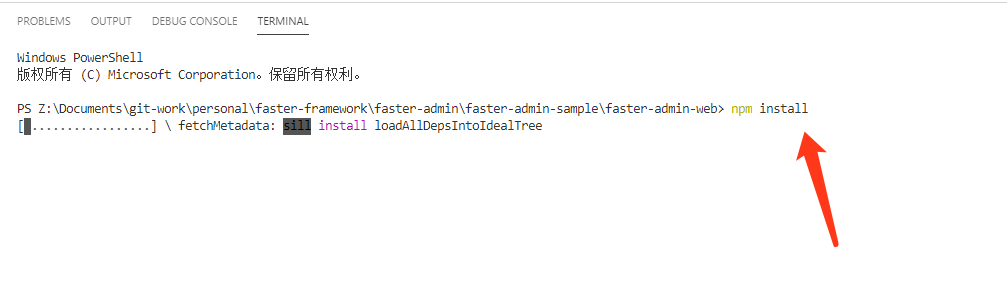 PROBLEMS OUTPUT DEBUG CONSOLE TERMINAL
Windows PowerShell
版权所有 (C) Microsoft Corporation。保留所有权利。
PS Z:\Documents\git-work\personal\faster-framework\faster-admin\faster-admin-sample\faster-admin-web> npm install
[ ................] \ fetchMetadata: sill install loadAllDepsIntoIdealTree